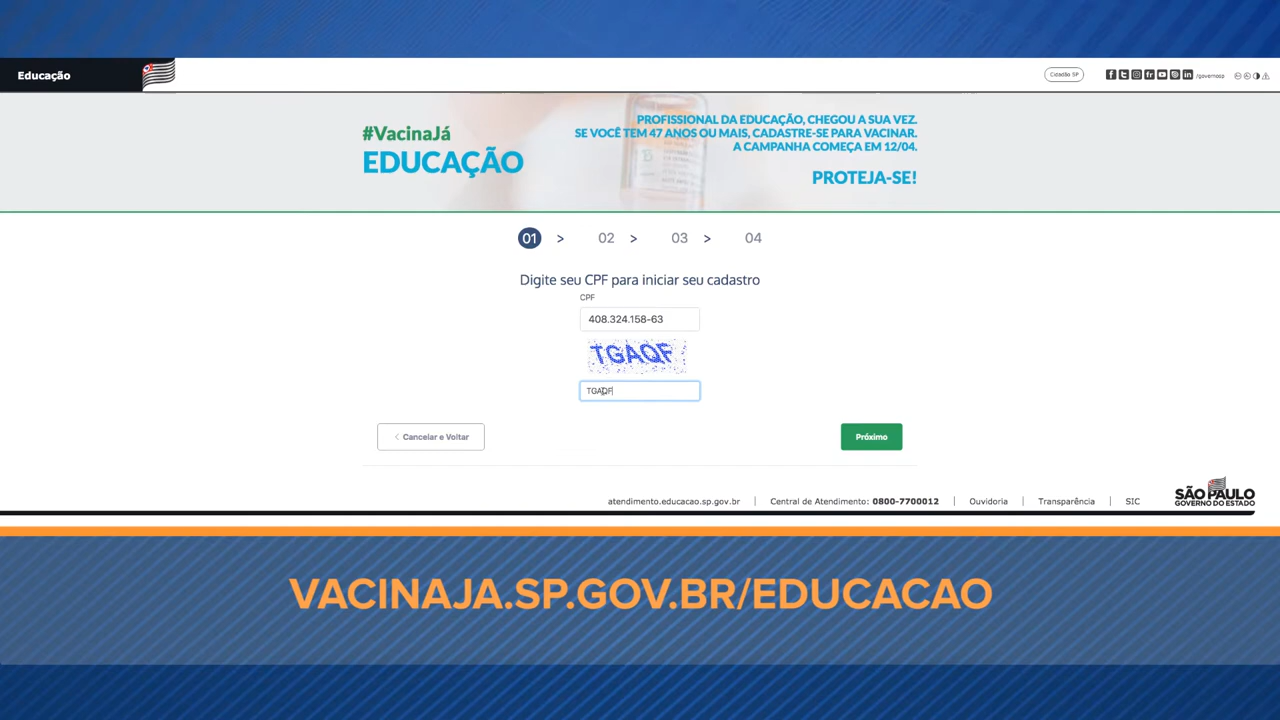 Educação
Cidadão SP
/governosp
#VacinaJá
EDUCAÇÃO
PROFISSIONAL DA EDUCAÇÃO, CHEGOU A SUA VEZ.
SE VOCÊ TEM 47 ANOS OU MAIS, CADASTRE-SE PARA VACINAR.
A CAMPANHA COMEÇA EM 12/04.
PROTEJA-SE!
01 > 02 > 03 > 04
Digite seu CPF para iniciar seu cadastro
CPF
408.324.158-63
TGAQF
TGAQF
< Cancelar e Voltar
Próximo
atendimento.educacao.sp.gov.br | Central de Atendimento: 0800-7700012 | Ouvidoria | Transparência | SIC
SÃO PAULO
GOVERNO DO ESTADO
VACINAJA.SP.GOV.BR/EDUCACAO